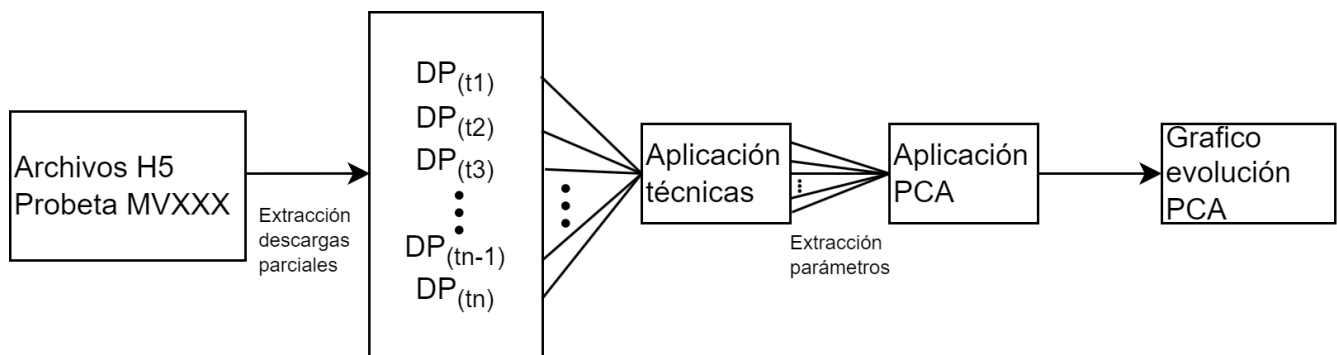 Archivos H5
Probeta MVXXX
Extracción
descargas
parciales
DP(t1)
DP(t2)
DP(t3)
DP(tn-1)
DP(tn)
Aplicación
técnicas
Extracción
parámetros
Aplicación
PCA
Grafico
evolución
PCA